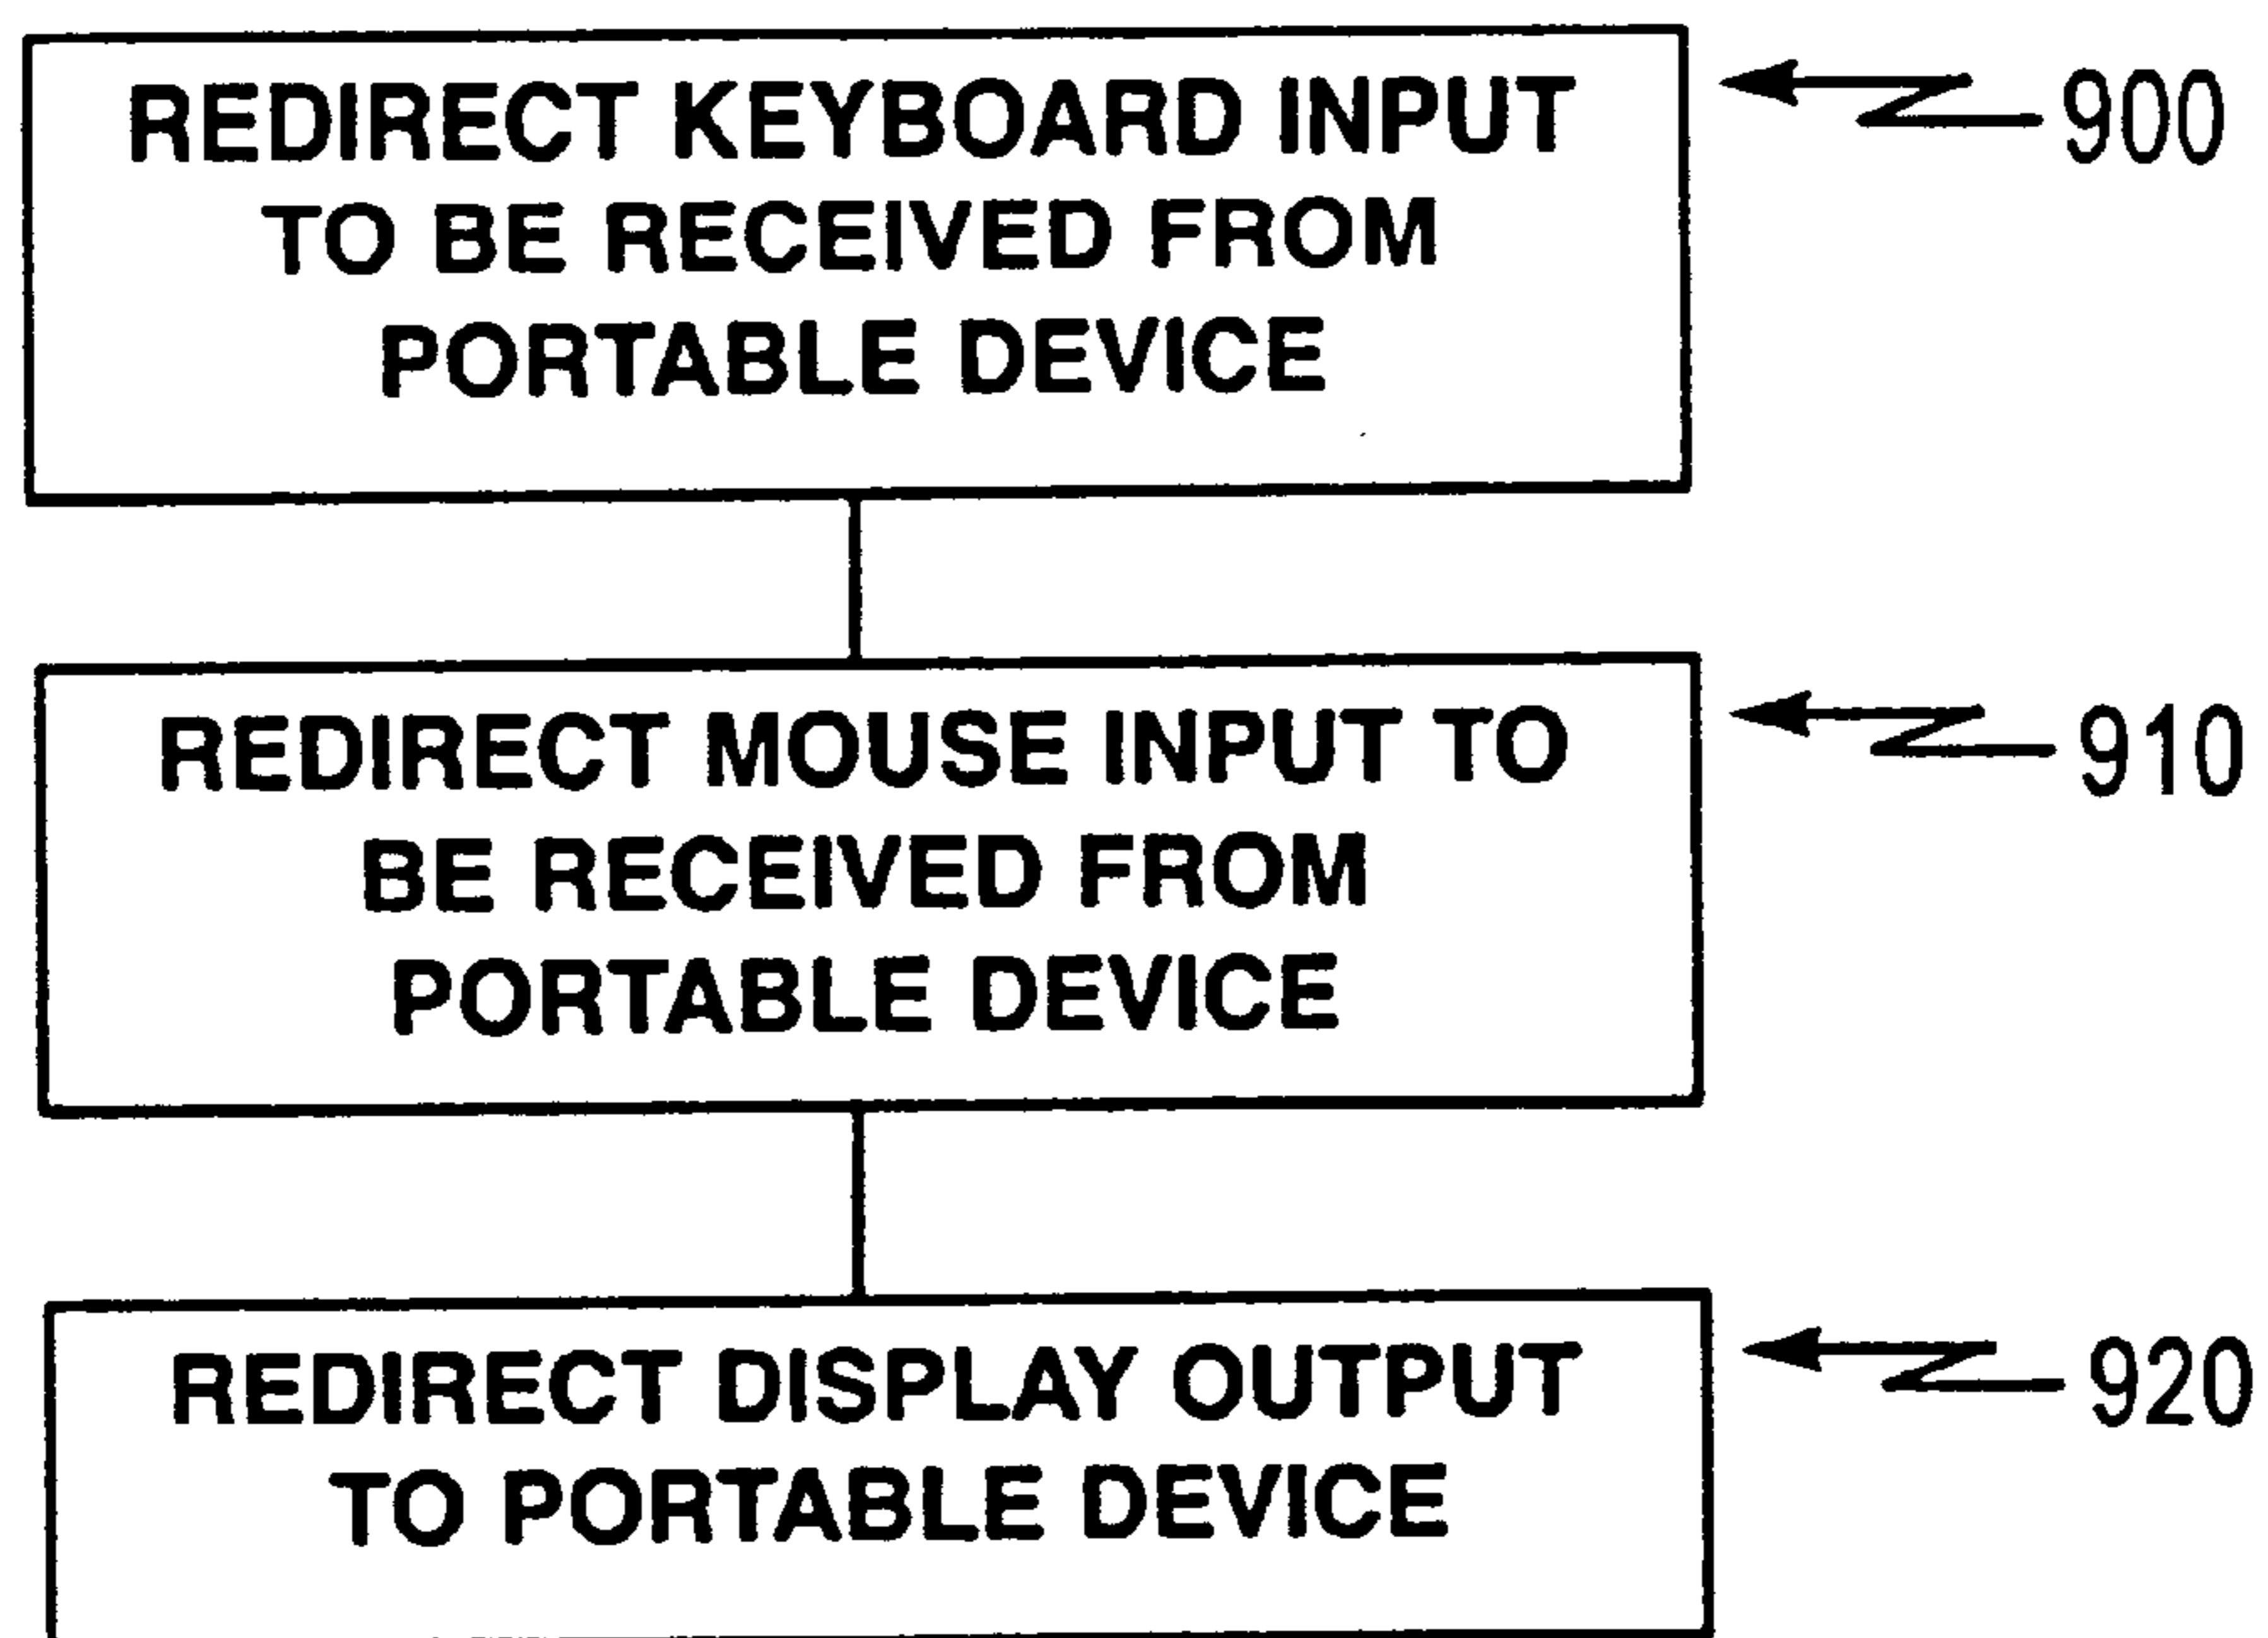 REDIRECT KEYBOARD INPUT
TO BE RECEIVED FROM
PORTABLE DEVICE
900
REDIRECT MOUSE INPUT TO
BE RECEIVED FROM
PORTABLE DEVICE
910
REDIRECT DISPLAY OUTPUT
TO PORTABLE DEVICE
920